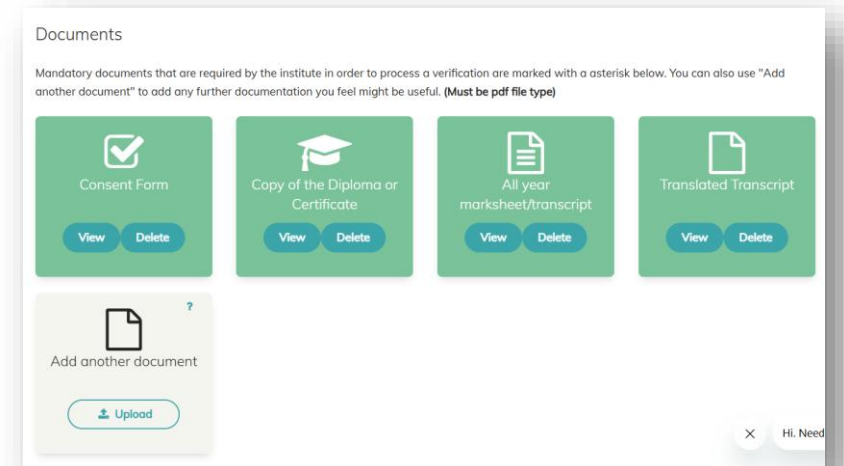 Documents
Mandatory documents that are required by the institute in order to process a verification are marked with a asterisk below. You can also use "Add
another document" to add any further documentation you feel might be useful. (Must be pdf file type)
Consent Form
View Delete
Copy of the Diploma or
Certificate
View Delete
All year
marksheet/transcript
View Delete
Translated Transcript
View Delete
?
Add another document
Upload
Hi. Need